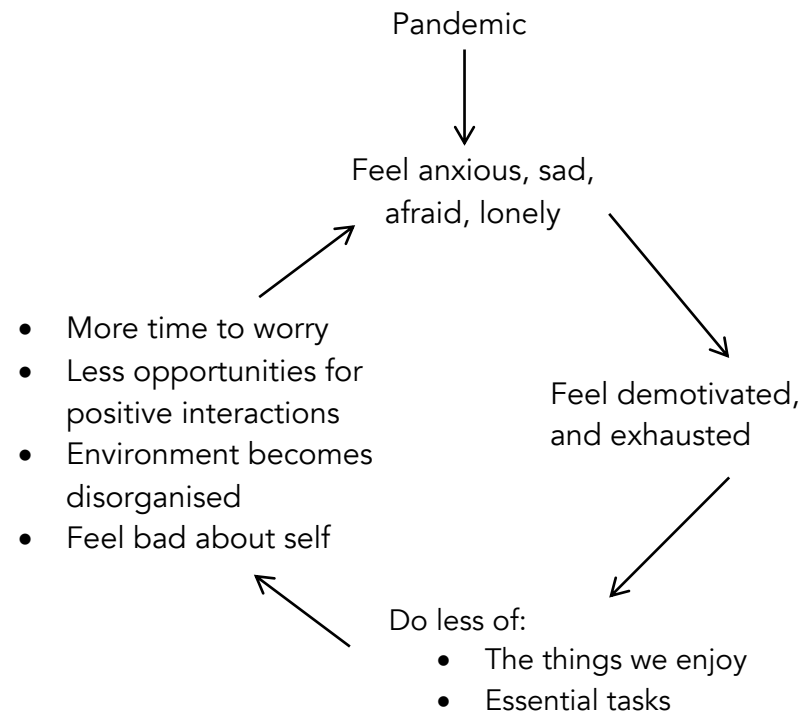 Pandemic
Feel anxious, sad,
afraid, lonely
Feel demotivated,
and exhausted
Do less of:
• The things we enjoy
• Essential tasks
• More time to worry
• Less opportunities for
positive interactions
• Environment becomes
disorganised
• Feel bad about self